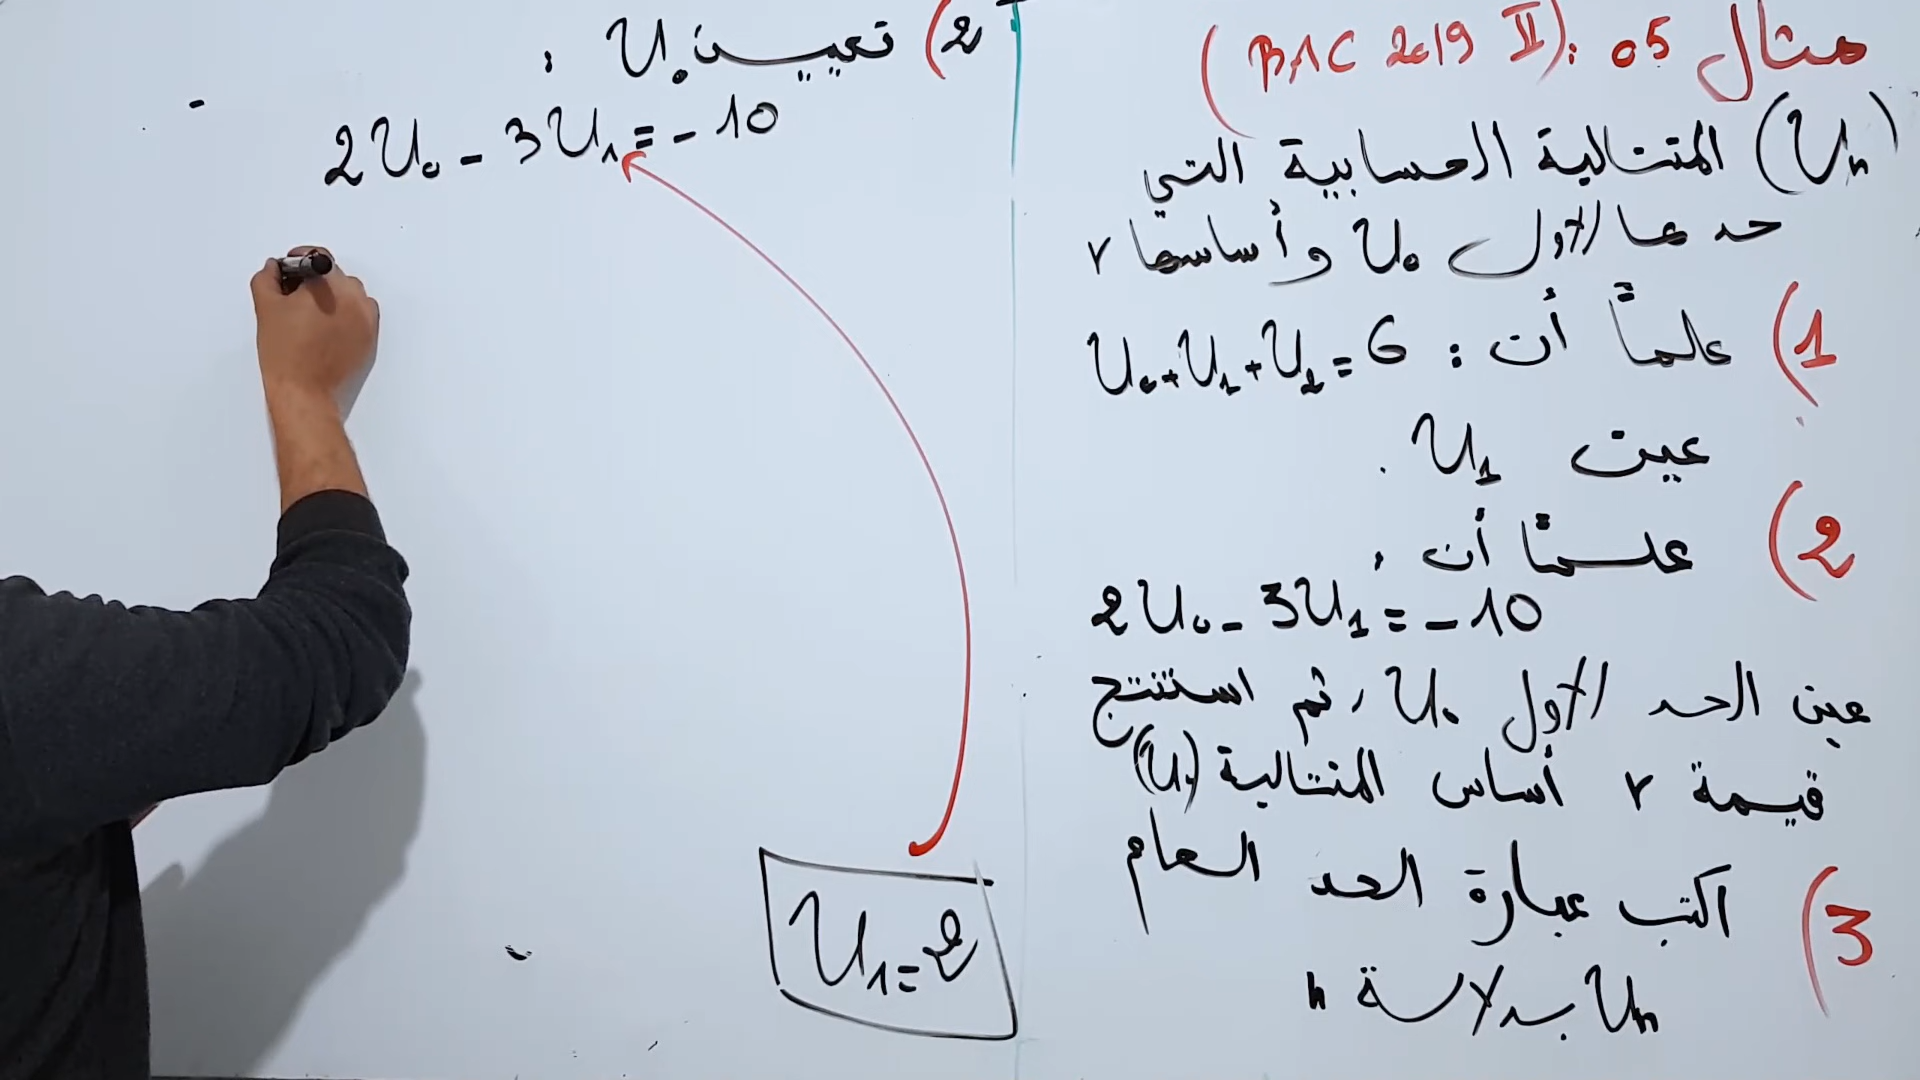 مثال 05 : (BAC 2019 II)
(Un) المتتالية الحسابية التي
حدها الأول U0 وأساسها r
1) علماً أن : U0+U1+U2=6
عين U1 .
2) علماً أن :
2U0 - 3U1 = -10
عين الحد الأول U0 ، ثم استنتج
قيمة r أساس المتتالية (Un)
3) اكتب عبارة الحد العام
Un بدلالة n
2) تعيين U0 :
2U0 - 3U1 = -10
U1 = 2